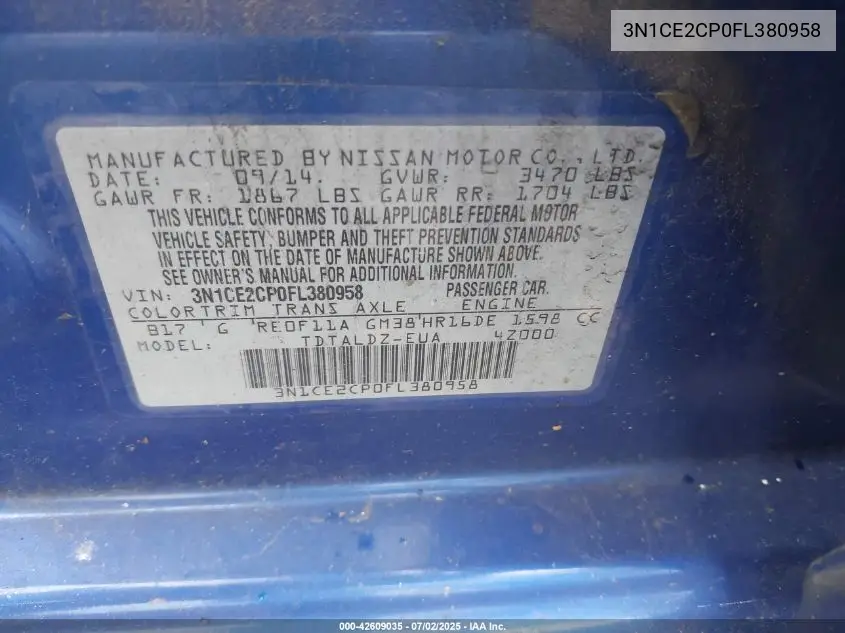 3N1CE2CP0FL380958
MANUFACTURED BY NISSAN MOTOR CO., LTD.
DATE: 09/14. GVWR: 3470 LBS
GAWR FR: 1867 LBS GAWR RR: 1704 LBS
THIS VEHICLE CONFORMS TO ALL APPLICABLE FEDERAL MOTOR
VEHICLE SAFETY, BUMPER AND THEFT PREVENTION STANDARDS
IN EFFECT ON THE DATE OF MANUFACTURE SHOWN ABOVE.
SEE OWNER'S MANUAL FOR ADDITIONAL INFORMATION.
VIN: 3N1CE2CP0FL380958 PASSENGER CAR.
COLOR TRIM TRANS AXLE ENGINE
B17 G RE0F11A GM38 HR16DE 1598 CC
MODEL: TDTALDZ-EUA 4Z000
3N1CE2CP0FL380958
000-42609035 - 07/02/2025 - IAA Inc.